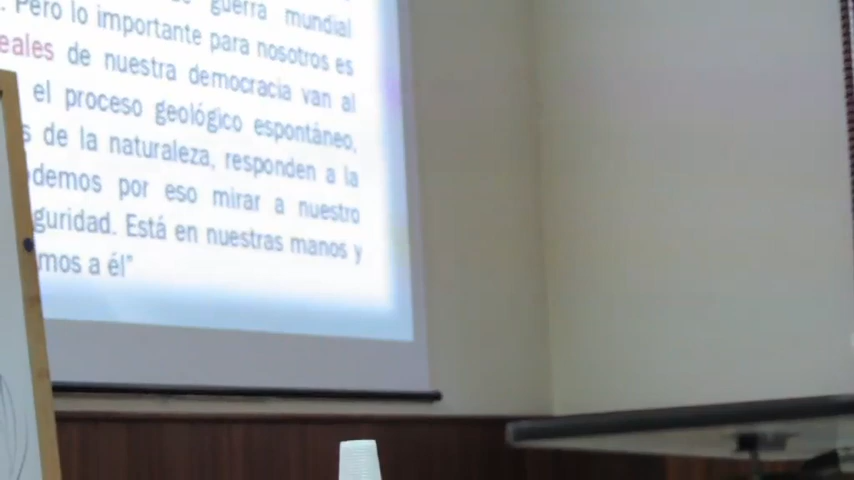 guerra mundial
. Pero lo importante para nosotros es
eales de nuestra democracia van al
el proceso geológico espontáneo,
s de la naturaleza, responden a la
demos por eso mirar a nuestro
guridad. Está en nuestras manos y
mos a él"